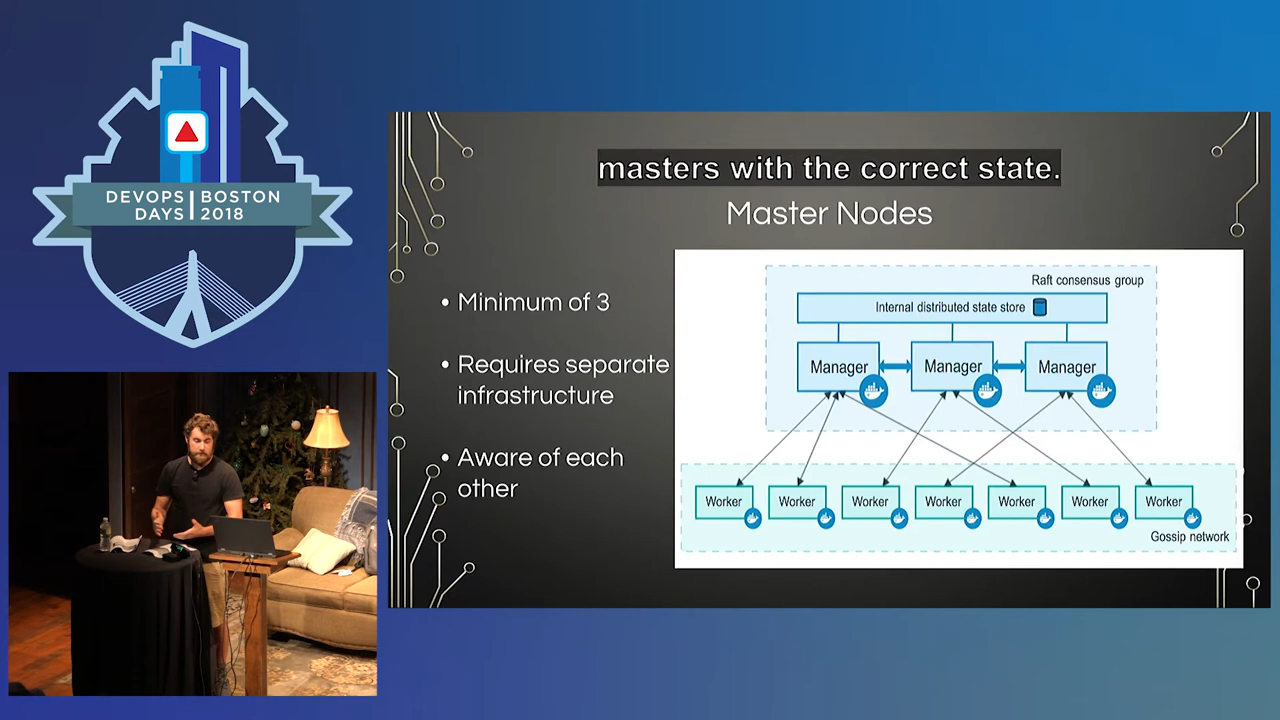 DEVOPS BOSTON
DAYS 2018
masters with the correct state.
Master Nodes
• Minimum of 3
• Requires separate
infrastructure
• Aware of each
other
Raft consensus group
Internal distributed state store
Manager Manager Manager
Worker Worker Worker Worker Worker Worker Worker
Gossip network